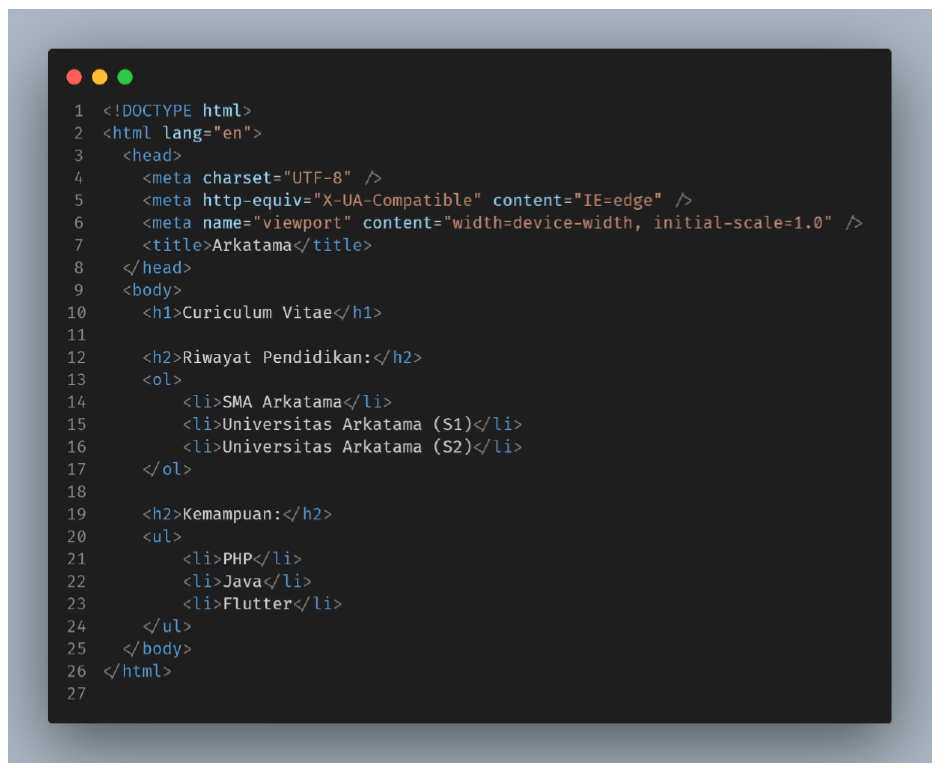 1 <!DOCTYPE html>
2 <html lang="en">
3 <head>
4 <meta charset="UTF-8" />
5 <meta http-equiv="X-UA-Compatible" content="IE=edge" />
6 <meta name="viewport" content="width=device-width, initial-scale=1.0" />
7 <title>Arkatama</title>
8 </head>
9 <body>
10 <h1>Curiculum Vitae</h1>
11
12 <h2>Riwayat Pendidikan:</h2>
13 <ol>
14 <li>SMA Arkatama</li>
15 <li>Universitas Arkatama (S1)</li>
16 <li>Universitas Arkatama (S2)</li>
17 </ol>
18
19 <h2>Kemampuan:</h2>
20 <ul>
21 <li>PHP</li>
22 <li>Java</li>
23 <li>Flutter</li>
24 </ul>
25 </body>
26 </html>
27